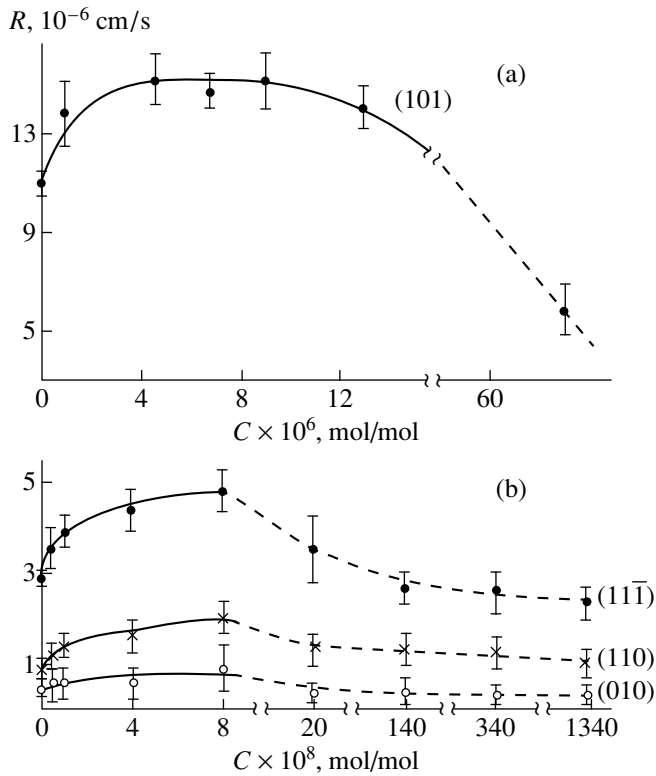 R, 10⁻⁶ cm/s
(a)
(101)
13
9
5
0 4 8 12 60
C × 10⁶, mol/mol
(b)
5
3
(11̅1̅)
1
(110)
(010)
0 4 8 20 140 340 1340
C × 10⁸, mol/mol